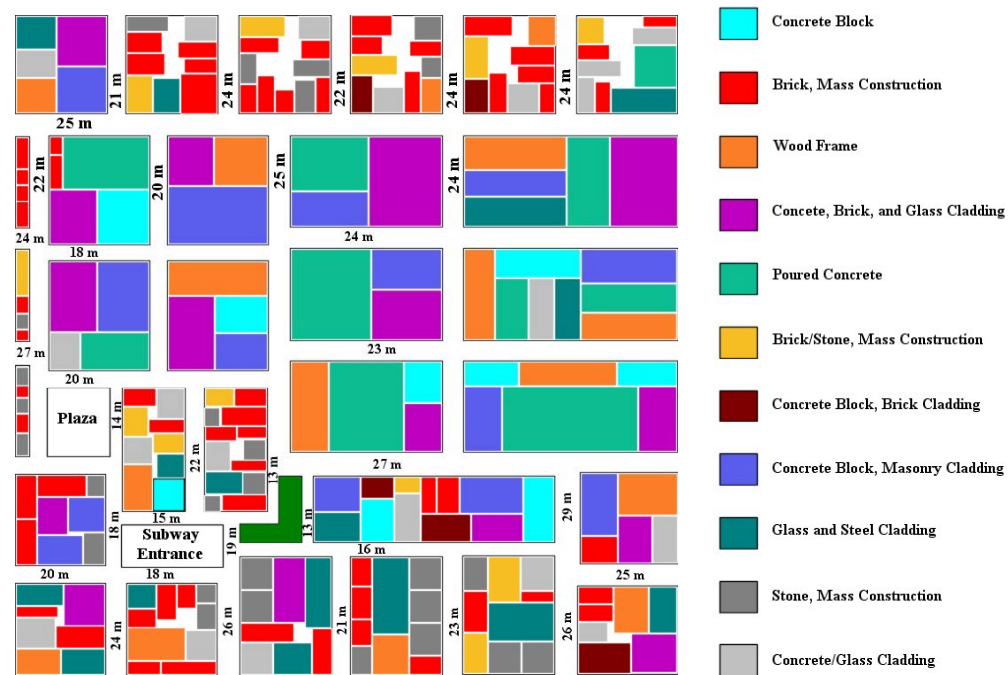 Concrete Block
Brick, Mass Construction
Wood Frame
Concete, Brick, and Glass Cladding
Poured Concrete
Brick/Stone, Mass Construction
Concrete Block, Brick Cladding
Concrete Block, Masonry Cladding
Glass and Steel Cladding
Stone, Mass Construction
Concrete/Glass Cladding
21 m
24 m
22 m
24 m
24 m
25 m
22 m
20 m
25 m
24 m
24 m
18 m
24 m
27 m
20 m
23 m
Plaza
14 m
22 m
13 m
27 m
15 m
18 m
Subway
Entrance
19 m
13 m
16 m
29 m
20 m
18 m
25 m
24 m
26 m
21 m
23 m
26 m